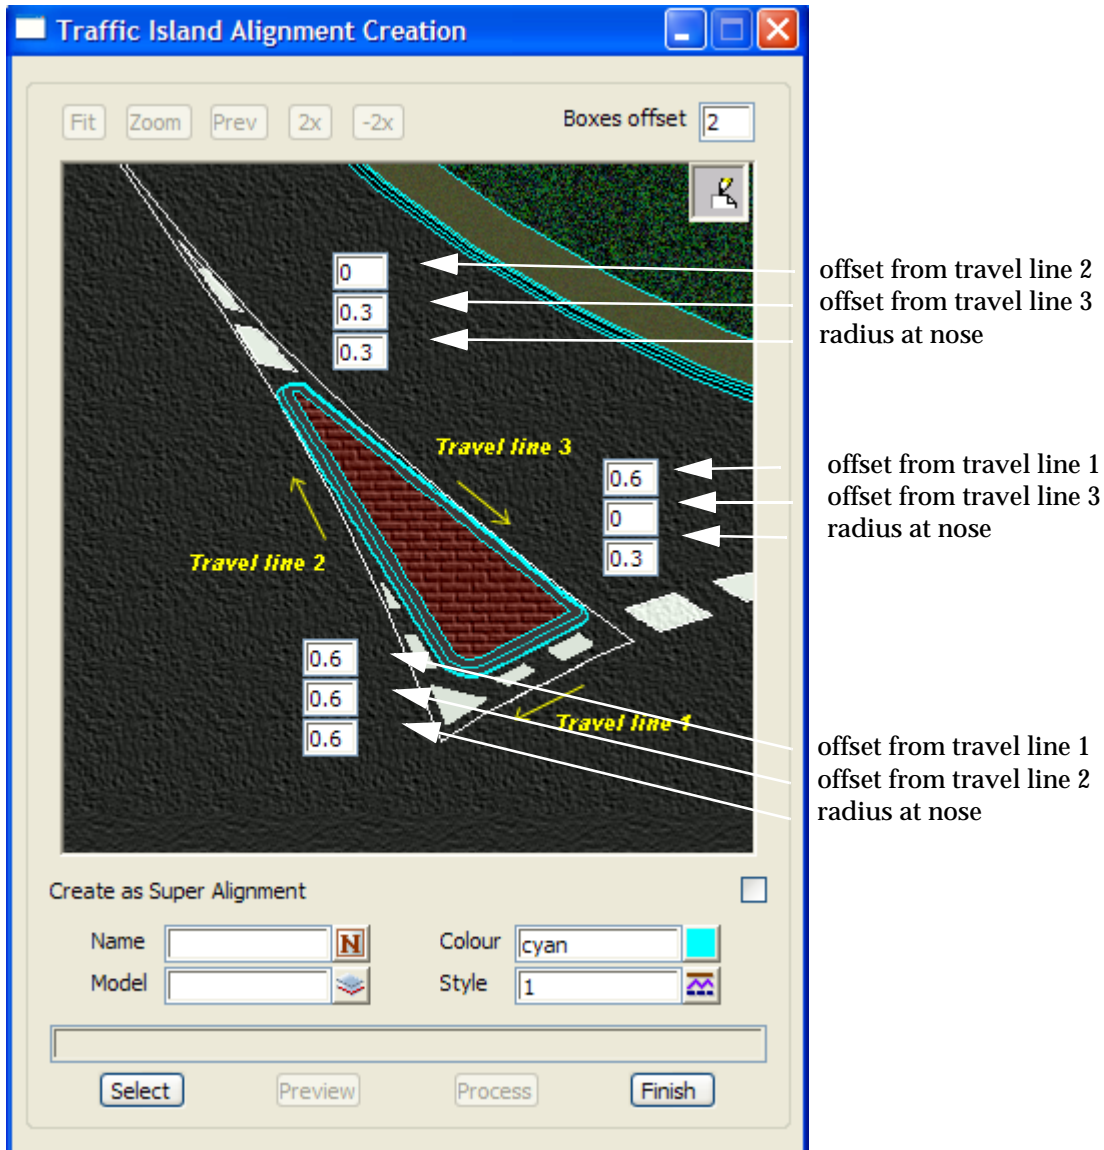 Traffic Island Alignment Creation
Fit Zoom Prev 2x -2x Boxes offset 2
0 offset from travel line 2
0.3 offset from travel line 3
0.3 radius at nose
Travel line 3
0.6 offset from travel line 1
0 offset from travel line 3
0.3 radius at nose
Travel line 2
0.6
0.6
Travel line 1
0.6
offset from travel line 1
offset from travel line 2
radius at nose
Create as Super Alignment
Name N Colour cyan
Model Style 1
Select Preview Process Finish